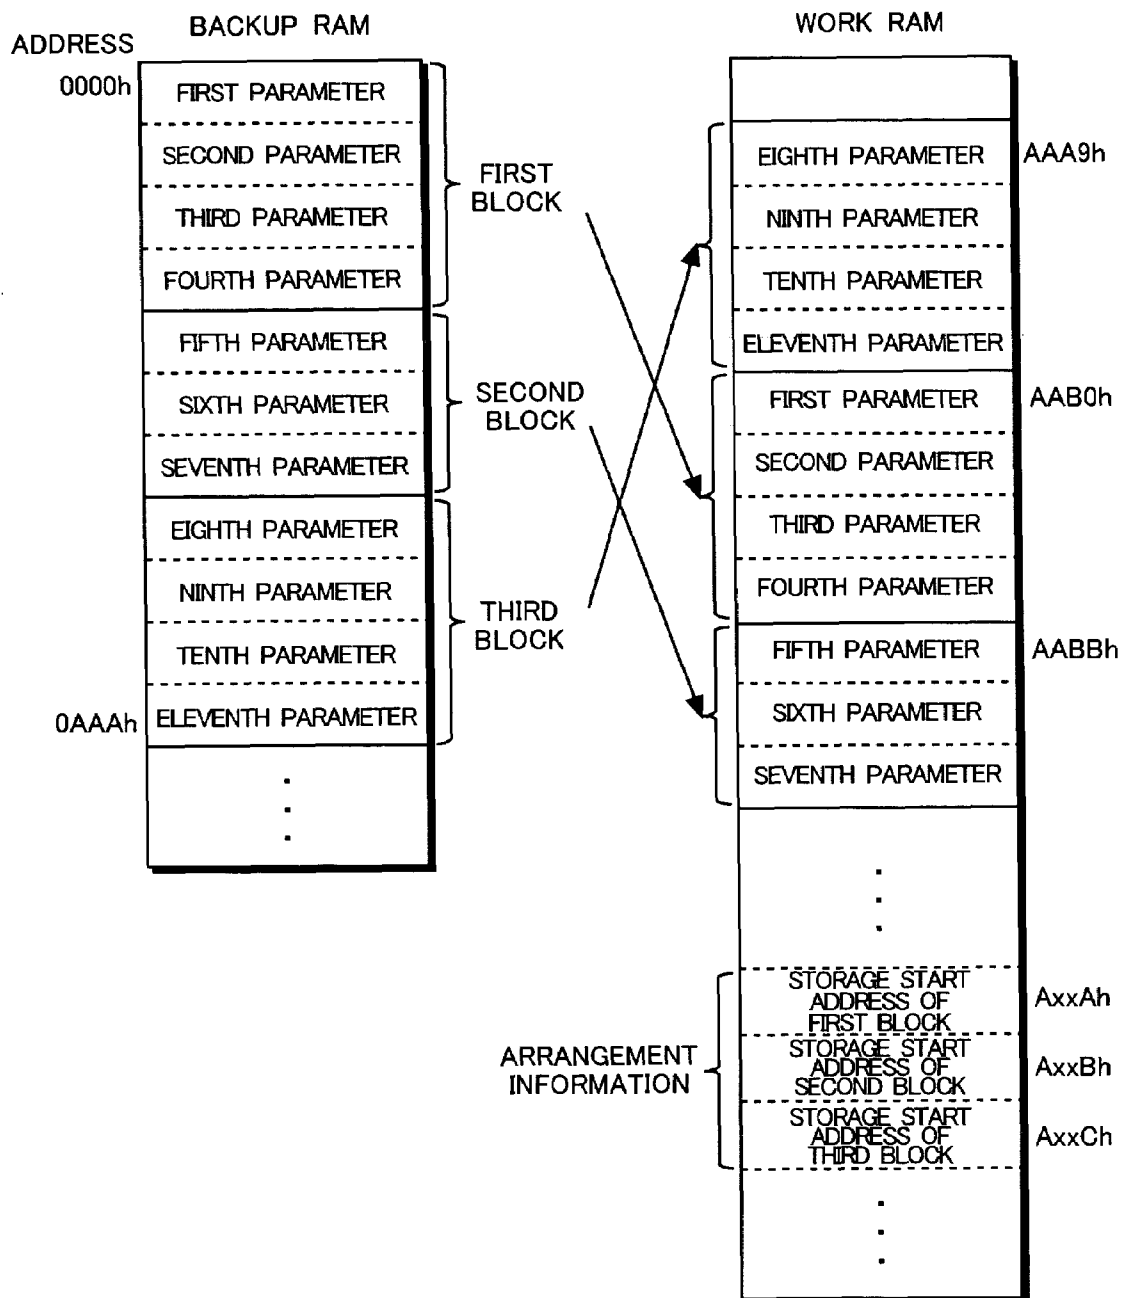 BACKUP RAM
ADDRESS
0000h
FIRST PARAMETER
SECOND PARAMETER
THIRD PARAMETER
FOURTH PARAMETER
FIFTH PARAMETER
SIXTH PARAMETER
SEVENTH PARAMETER
EIGHTH PARAMETER
NINTH PARAMETER
TENTH PARAMETER
0AAAh
ELEVENTH PARAMETER
FIRST
BLOCK
SECOND
BLOCK
THIRD
BLOCK
WORK RAM
EIGHTH PARAMETER
AAA9h
NINTH PARAMETER
TENTH PARAMETER
ELEVENTH PARAMETER
FIRST PARAMETER
AAB0h
SECOND PARAMETER
THIRD PARAMETER
FOURTH PARAMETER
FIFTH PARAMETER
AABBh
SIXTH PARAMETER
SEVENTH PARAMETER
ARRANGEMENT
INFORMATION
STORAGE START
ADDRESS OF
FIRST BLOCK
AxxAh
STORAGE START
ADDRESS OF
SECOND BLOCK
AxxBh
STORAGE START
ADDRESS OF
THIRD BLOCK
AxxCh